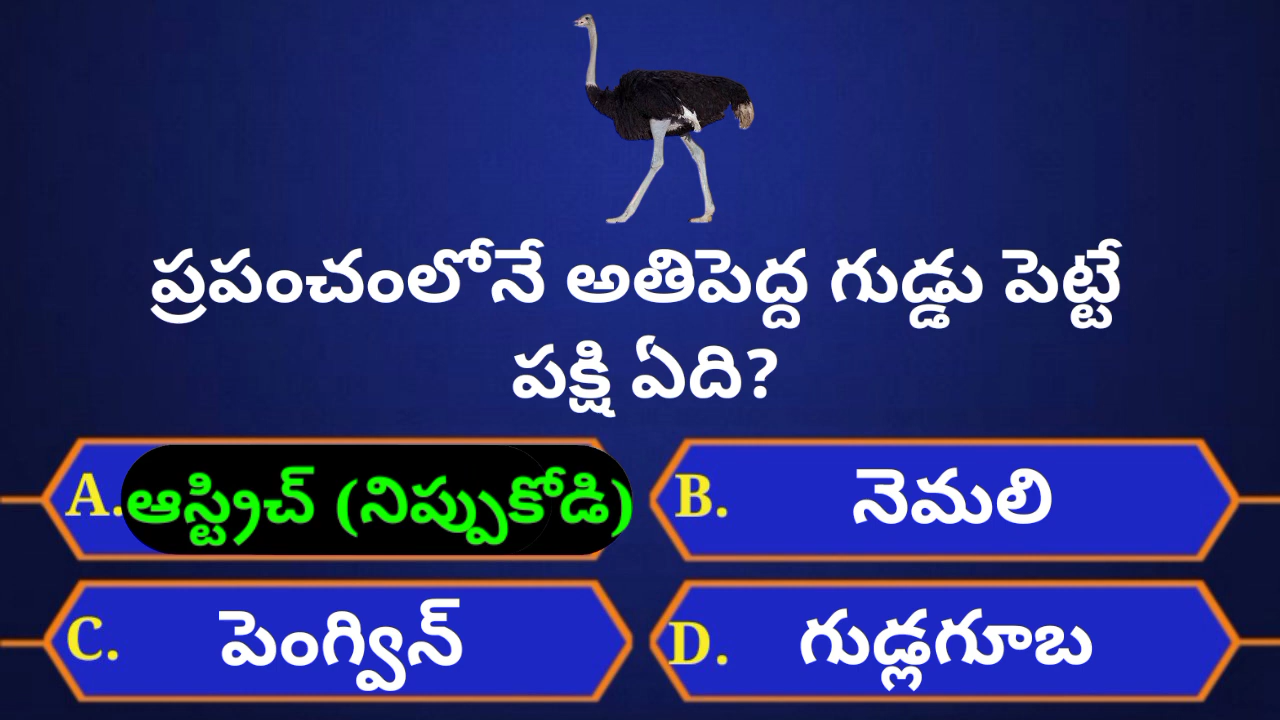 ప్రపంచంలోనే అతిపెద్ద గుడ్డు పెట్టే
పక్షి ఏది?
A. ఆస్ట్రిచ్ (నిప్పుకోడి)
B. నెమలి
C. పెంగ్విన్
D. గుడ్లగూబ